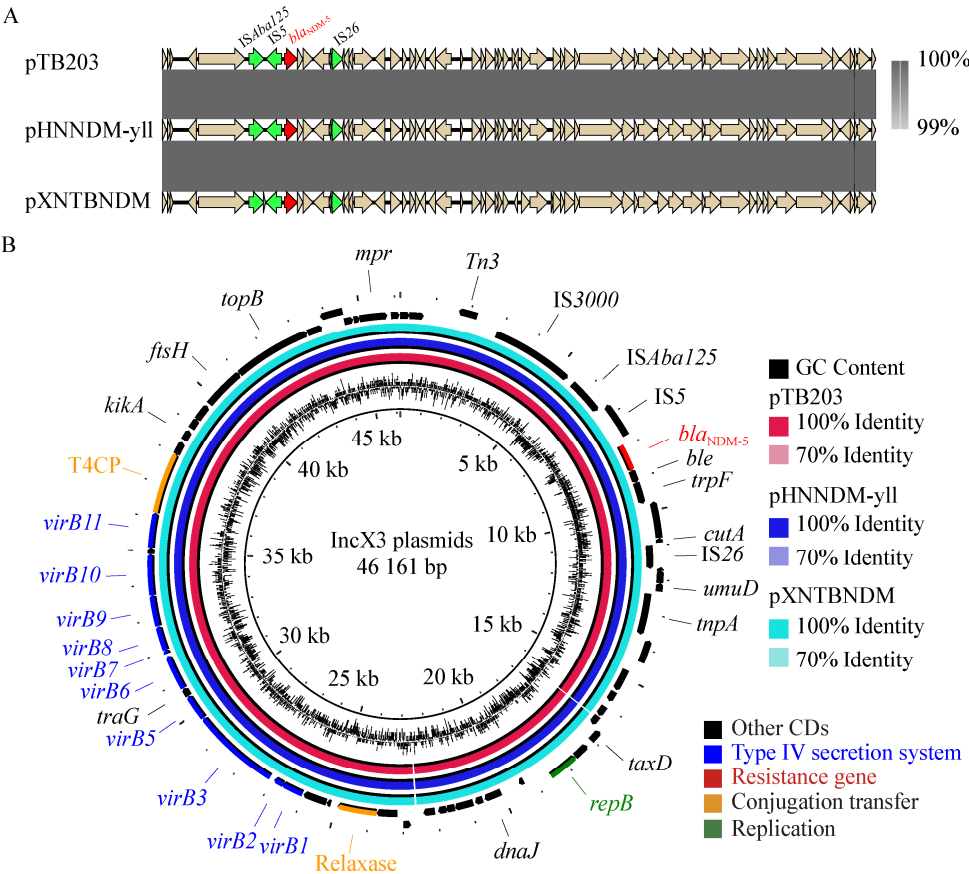 A
ISAba125
IS5
blaNDM-5
IS26
pTB203
100%
99%
pHNNDM-yll
pXNTBNDM
B
mpr
Tn3
topB
IS3000
ftsH
ISAba125
kikA
IS5
T4CP
blaNDM-5
ble
trpF
virB11
cutA
IS26
virB10
umuD
virB9
tnpA
virB8
virB7
virB6
traG
virB5
taxD
virB3
repB
virB2
virB1
dnaJ
Relaxase
45 kb
5 kb
40 kb
10 kb
IncX3 plasmids
46 161 bp
35 kb
15 kb
30 kb
20 kb
25 kb
GC Content
pTB203
100% Identity
70% Identity
pHNNDM-yll
100% Identity
70% Identity
pXNTBNDM
100% Identity
70% Identity
Other CDs
Type IV secretion system
Resistance gene
Conjugation transfer
Replication